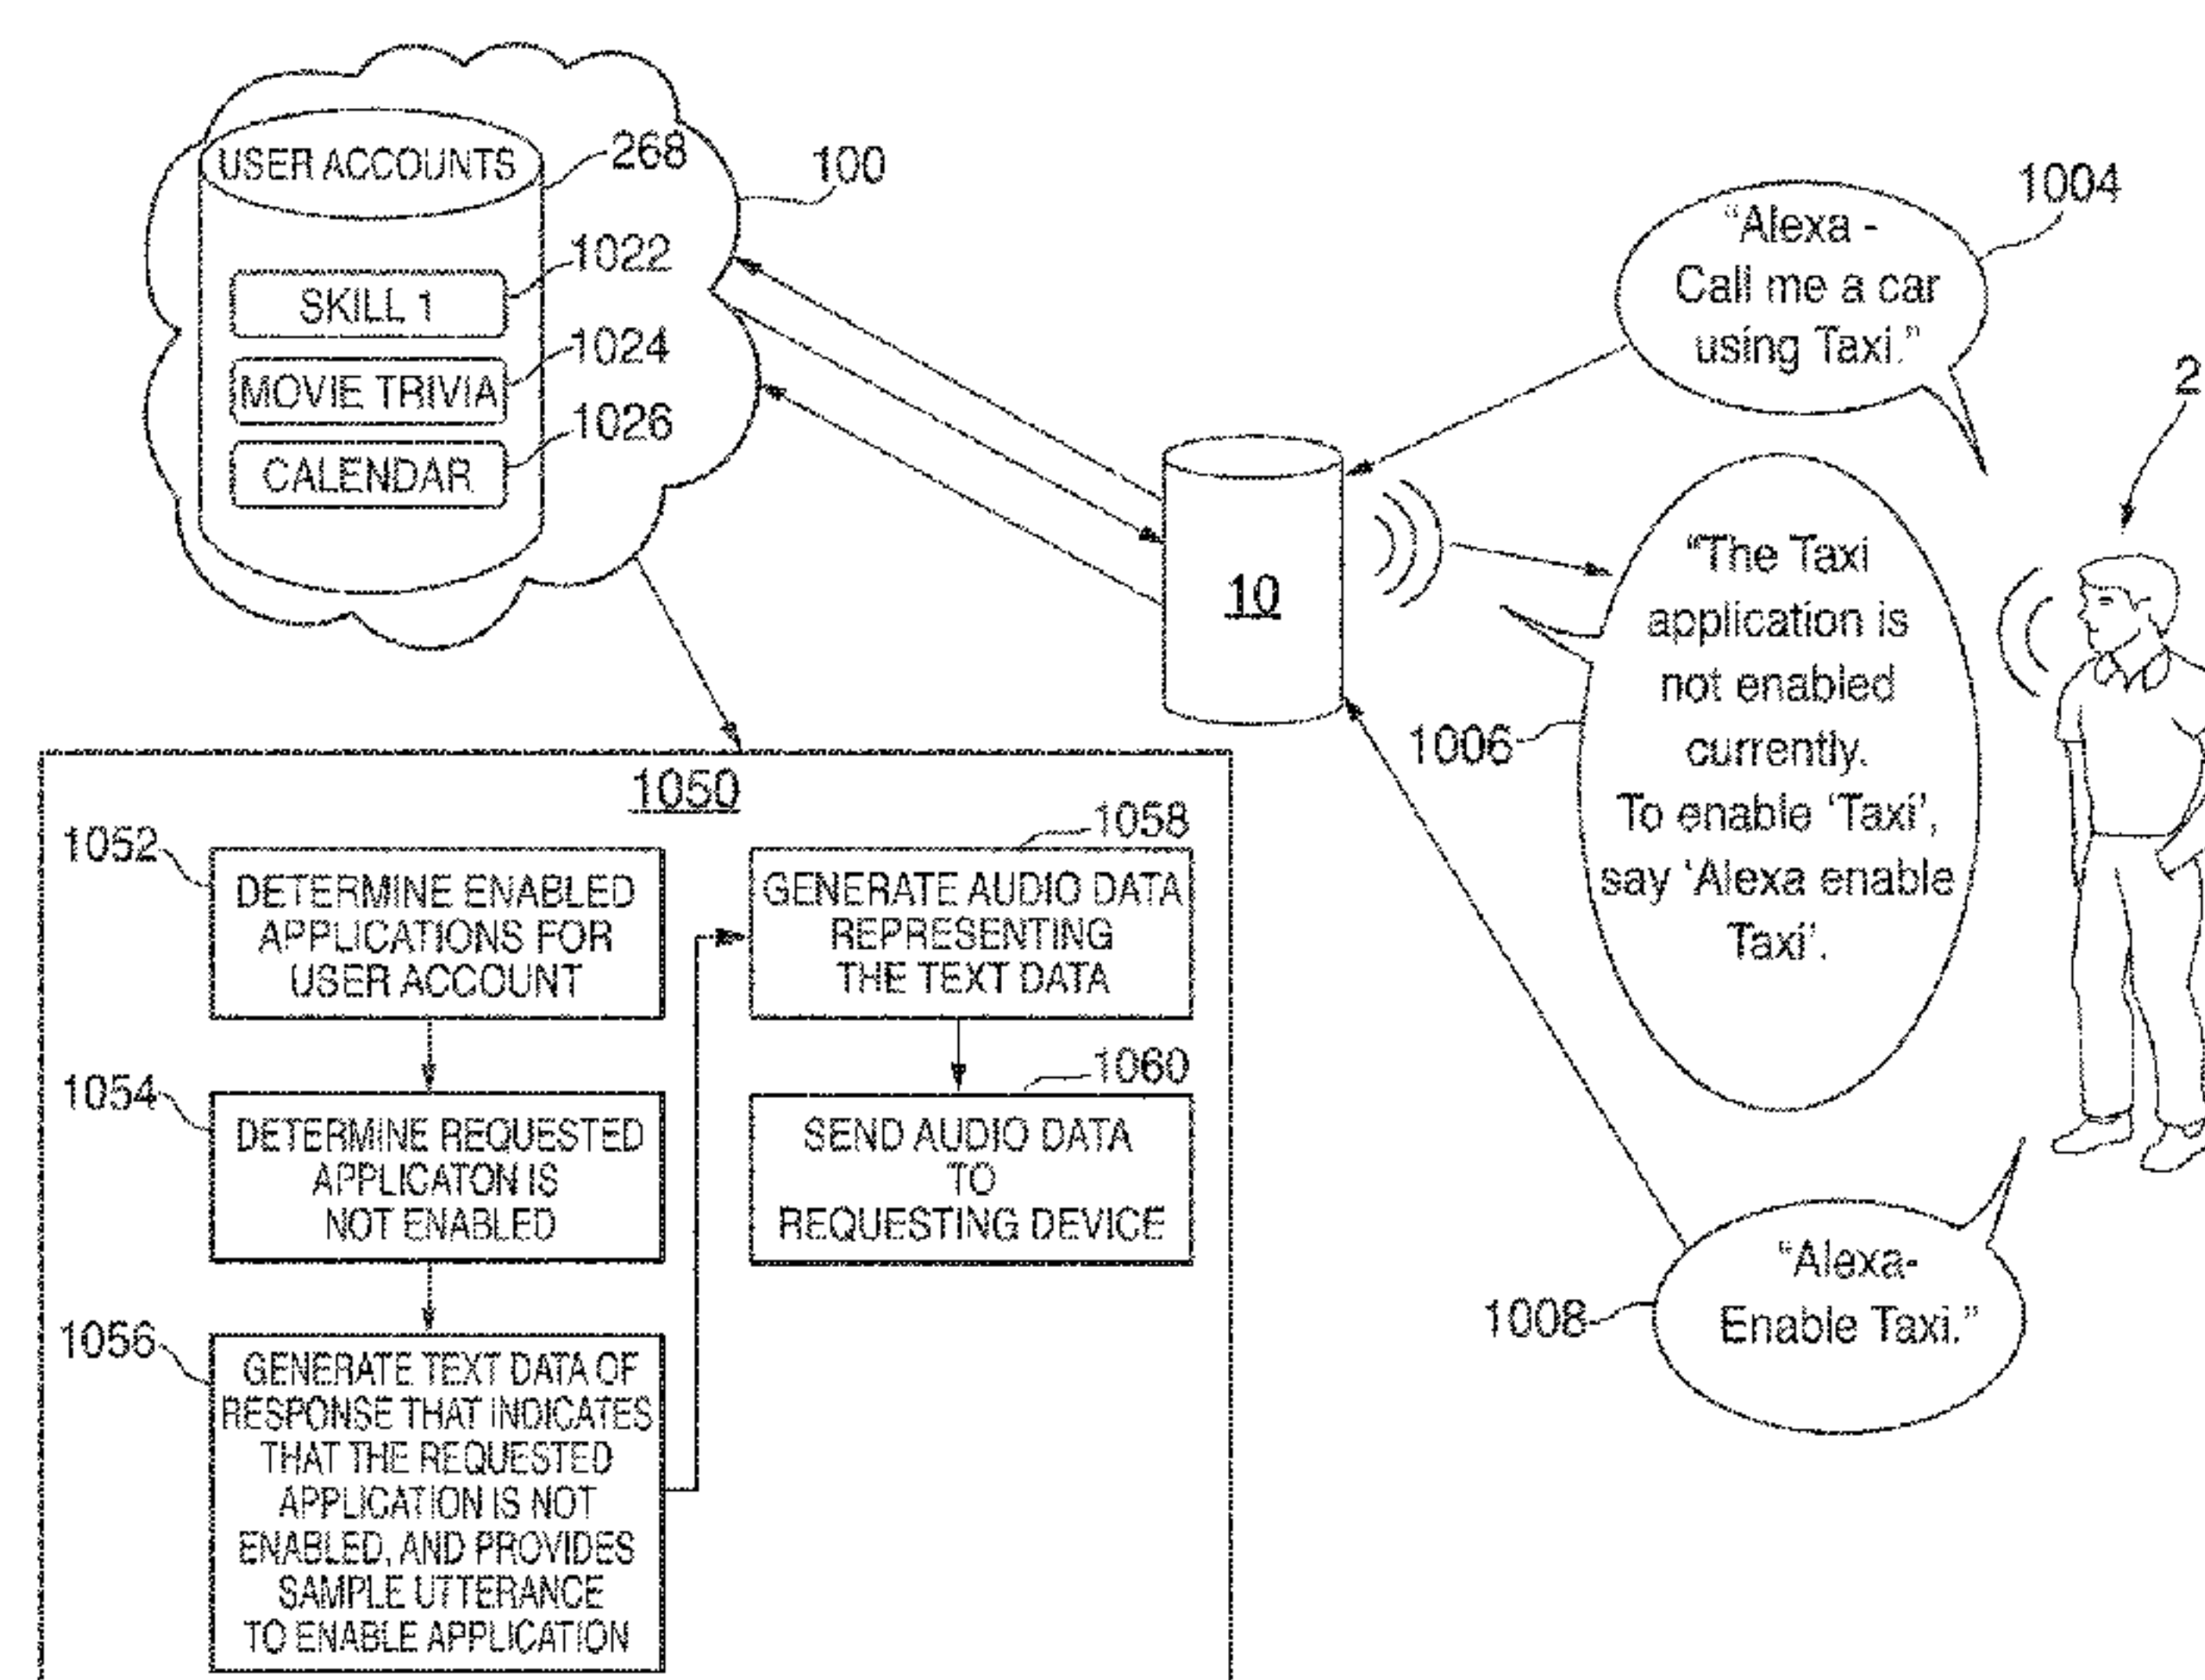 USER ACCOUNTS
268
100
1022
SKILL 1
1024
MOVIE TRIVIA
1026
CALENDAR
10
1004
"Alexa -
Call me a car
using Taxi."
2
"The Taxi
application is
not enabled
currently.
To enable 'Taxi',
say 'Alexa enable
Taxi'.
1006
"Alexa-
Enable Taxi."
1008
1050
1052
DETERMINE ENABLED
APPLICATIONS FOR
USER ACCOUNT
1054
DETERMINE REQUESTED
APPLICATON IS
NOT ENABLED
1056
GENERATE TEXT DATA OF
RESPONSE THAT INDICATES
THAT THE REQUESTED
APPLICATION IS NOT
ENABLED, AND PROVIDES
SAMPLE UTTERANCE
TO ENABLE APPLICATION
1058
GENERATE AUDIO DATA
REPRESENTING
THE TEXT DATA
1060
SEND AUDIO DATA
TO
REQUESTING DEVICE